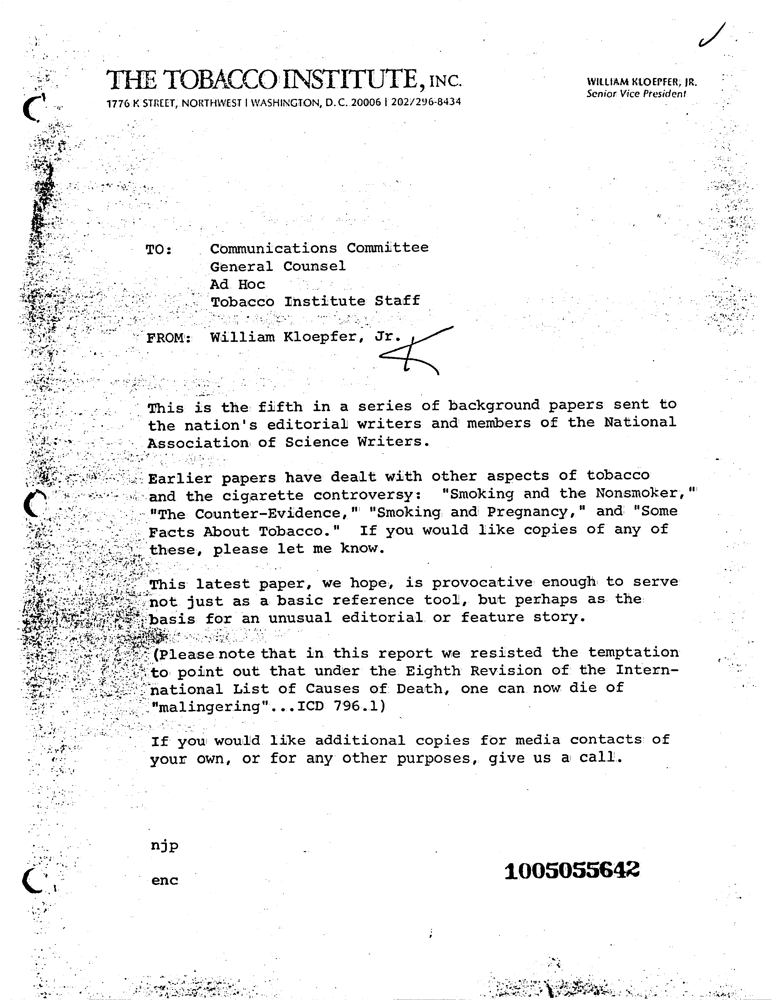 THE TOBACCO INSTITUTE, INC.
1776 K STREET, NORTHWEST | WASHINGTON, D.C. 20006 | 202/296-8434
WILLIAM KLOEPFER, JR.
Senior Vice President
TO: Communications Committee
General Counsel
Ad Hoc
Tobacco Institute Staff
FROM: William Kloepfer, Jr.
This is the fifth in a series of background papers sent to
the nation's editorial writers and members of the National
Association of Science Writers.
Earlier papers have dealt with other aspects of tobacco
and the cigarette controversy: "Smoking and the Nonsmoker,"
"The Counter-Evidence," "Smoking and Pregnancy," and "Some
Facts About Tobacco." If you would like copies of any of
these, please let me know.
This latest paper, we hope, is provocative enough to serve
not just as a basic reference tool, but perhaps as the
basis for an unusual editorial or feature story.
(Please note that in this report we resisted the temptation
to point out that under the Eighth Revision of the Intern-
national List of Causes of Death, one can now die of
"malingering"...ICD 796.1)
If you would like additional copies for media contacts of
your own, or for any other purposes, give us a call.
njp
enc
1005055642